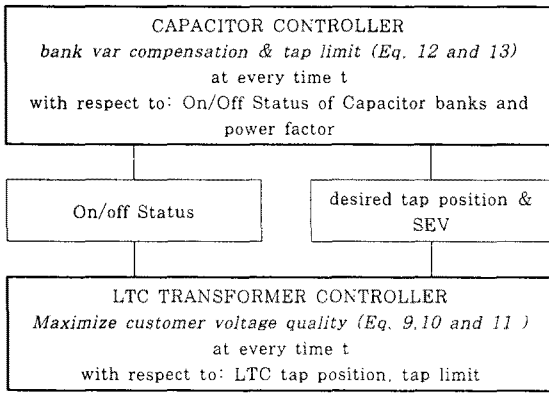 CAPACITOR CONTROLLER
bank var compensation & tap limit (Eq. 12 and 13)
at every time t
with respect to: On/Off Status of Capacitor banks and
power factor
On/off Status
desired tap position &
SEV
LTC TRANSFORMER CONTROLLER
Maximize customer voltage quality (Eq. 9,10 and 11 )
at every time t
with respect to: LTC tap position, tap limit